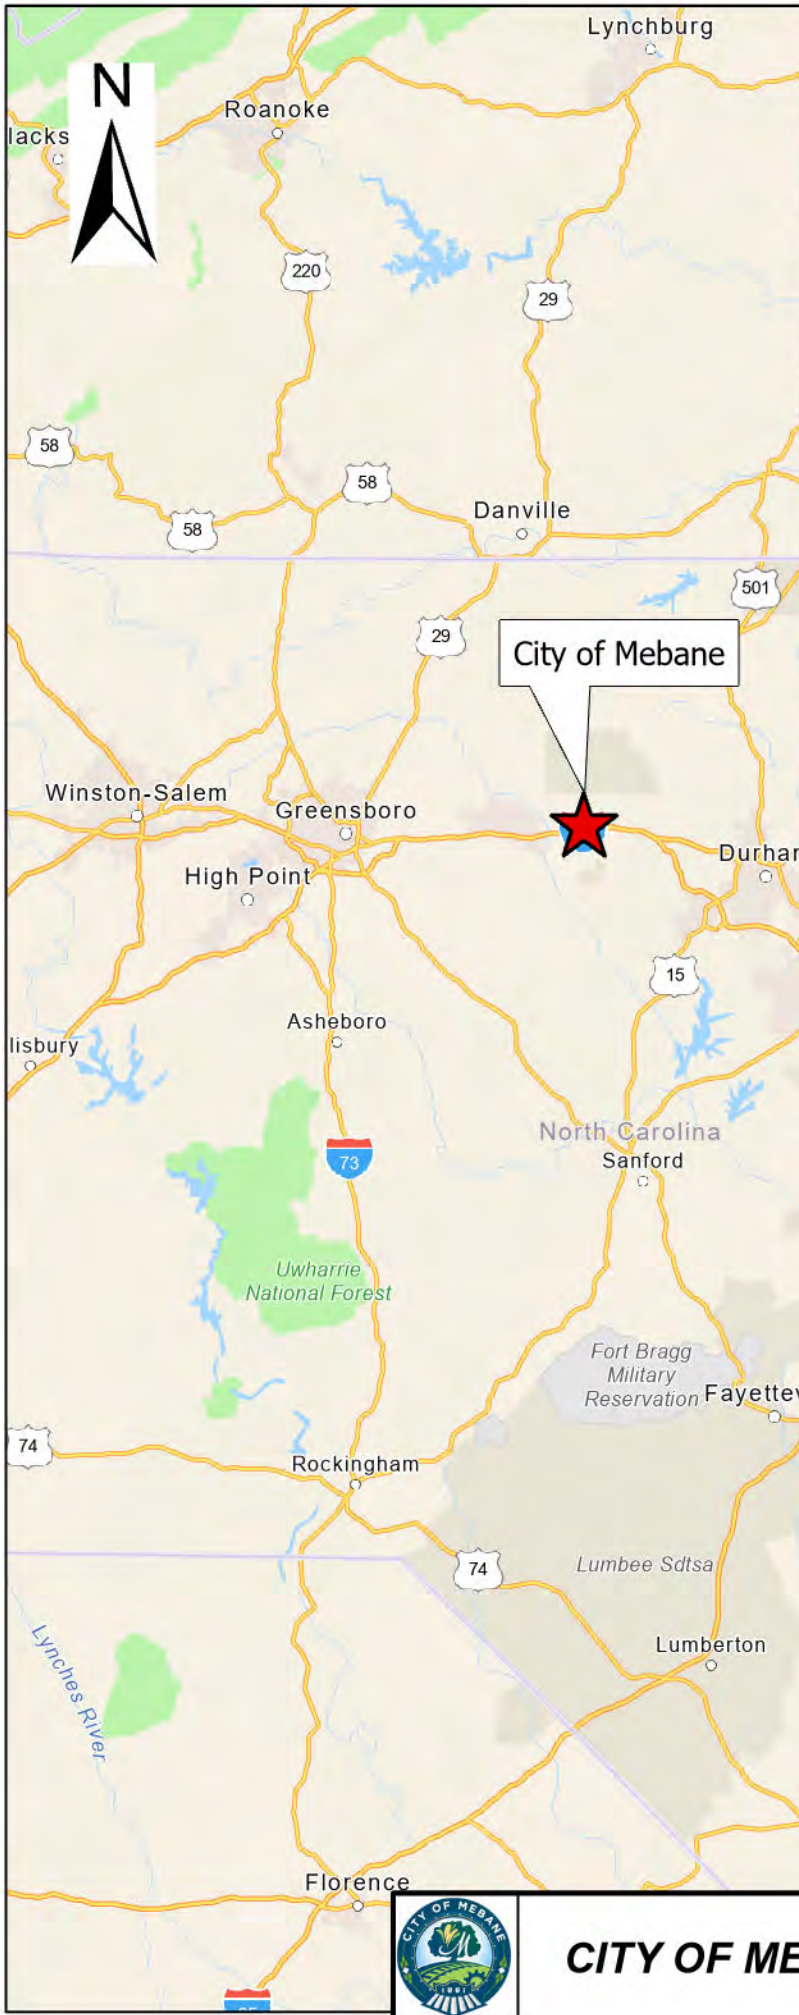 Lynchburg
N
Roanoke
lacks
220
29
58
58
Danville
58
501
29
City of Mebane
Winston-Salem
Greensboro
Durhar
High Point
15
Asheboro
lisbury
North Carolina
73
Sanford
Uwharrie
National Forest
Fort Bragg
Military
Reservation
Fayettev
74
Rockingham
74
Lumbee Sdtsa
Lynches River
Lumberton
Florence
CITY OF MEBANE
1881
CITY OF ME